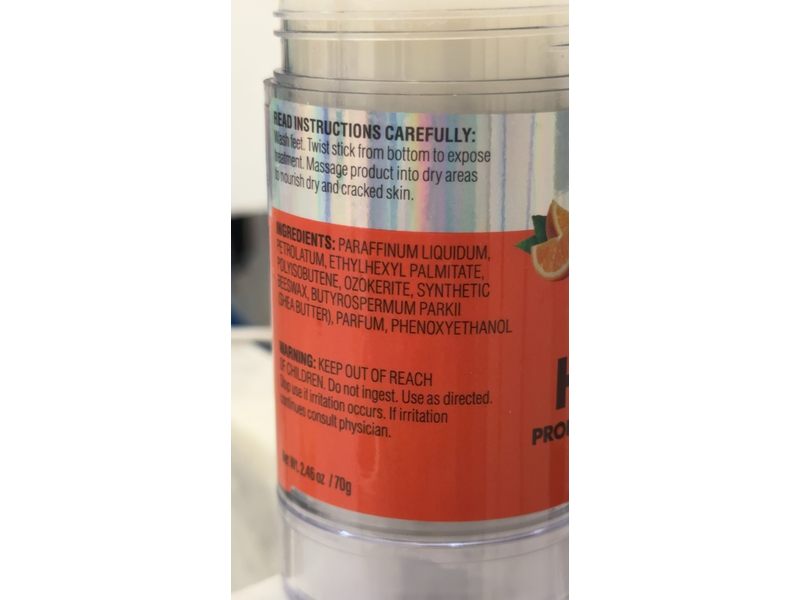 READ INSTRUCTIONS CAREFULLY:
Wash feet. Twist stick from bottom to expose
treatment. Massage product into dry areas
to nourish dry and cracked skin.
INGREDIENTS: PARAFFINUM LIQUIDUM,
PETROLATUM, ETHYLHEXYL PALMITATE,
POLYISOBUTENE, OZOKERITE, SYNTHETIC
BEESWAX, BUTYROSPERMUM PARKII
(SHEA BUTTER), PARFUM, PHENOXYETHANOL
WARNING: KEEP OUT OF REACH
OF CHILDREN. Do not ingest. Use as directed.
Stop use if irritation occurs. If irritation
continues consult physician.
Net Wt. 2.46 oz / 70g
H
PRO